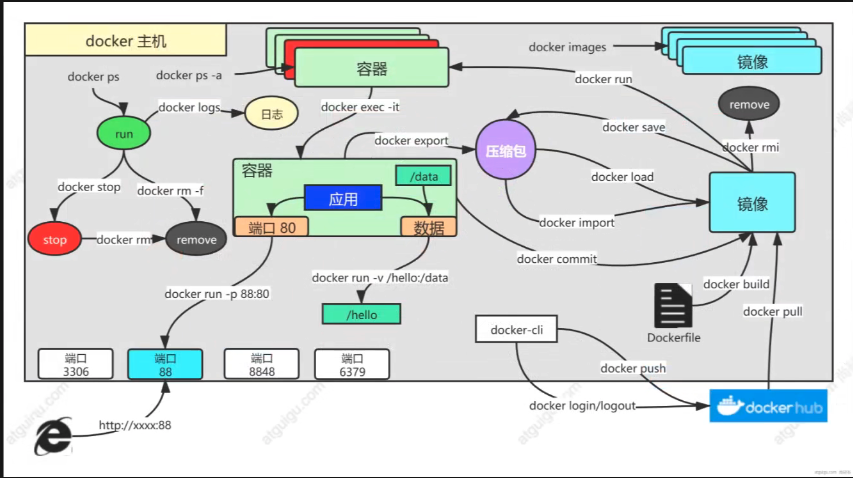 docker 主机
docker images
容器
镜像
docker ps
docker ps -a
docker run
docker logs
日志
docker exec -it
remove
run
docker save
docker export
压缩包
docker rmi
容器
/data
docker stop
docker rm -f
应用
docker load
镜像
端口 80
数据
docker import
stop
docker rm
remove
docker commit
docker run -v /hello:/data
docker run -p 88:80
docker build
/hello
docker pull
docker-cli
Dockerfile
端口
3306
端口
88
端口
8848
端口
6379
docker push
docker login/logout
docker hub
http://xxxx:88
atguigu.com
atguigu.com
atguigu.com